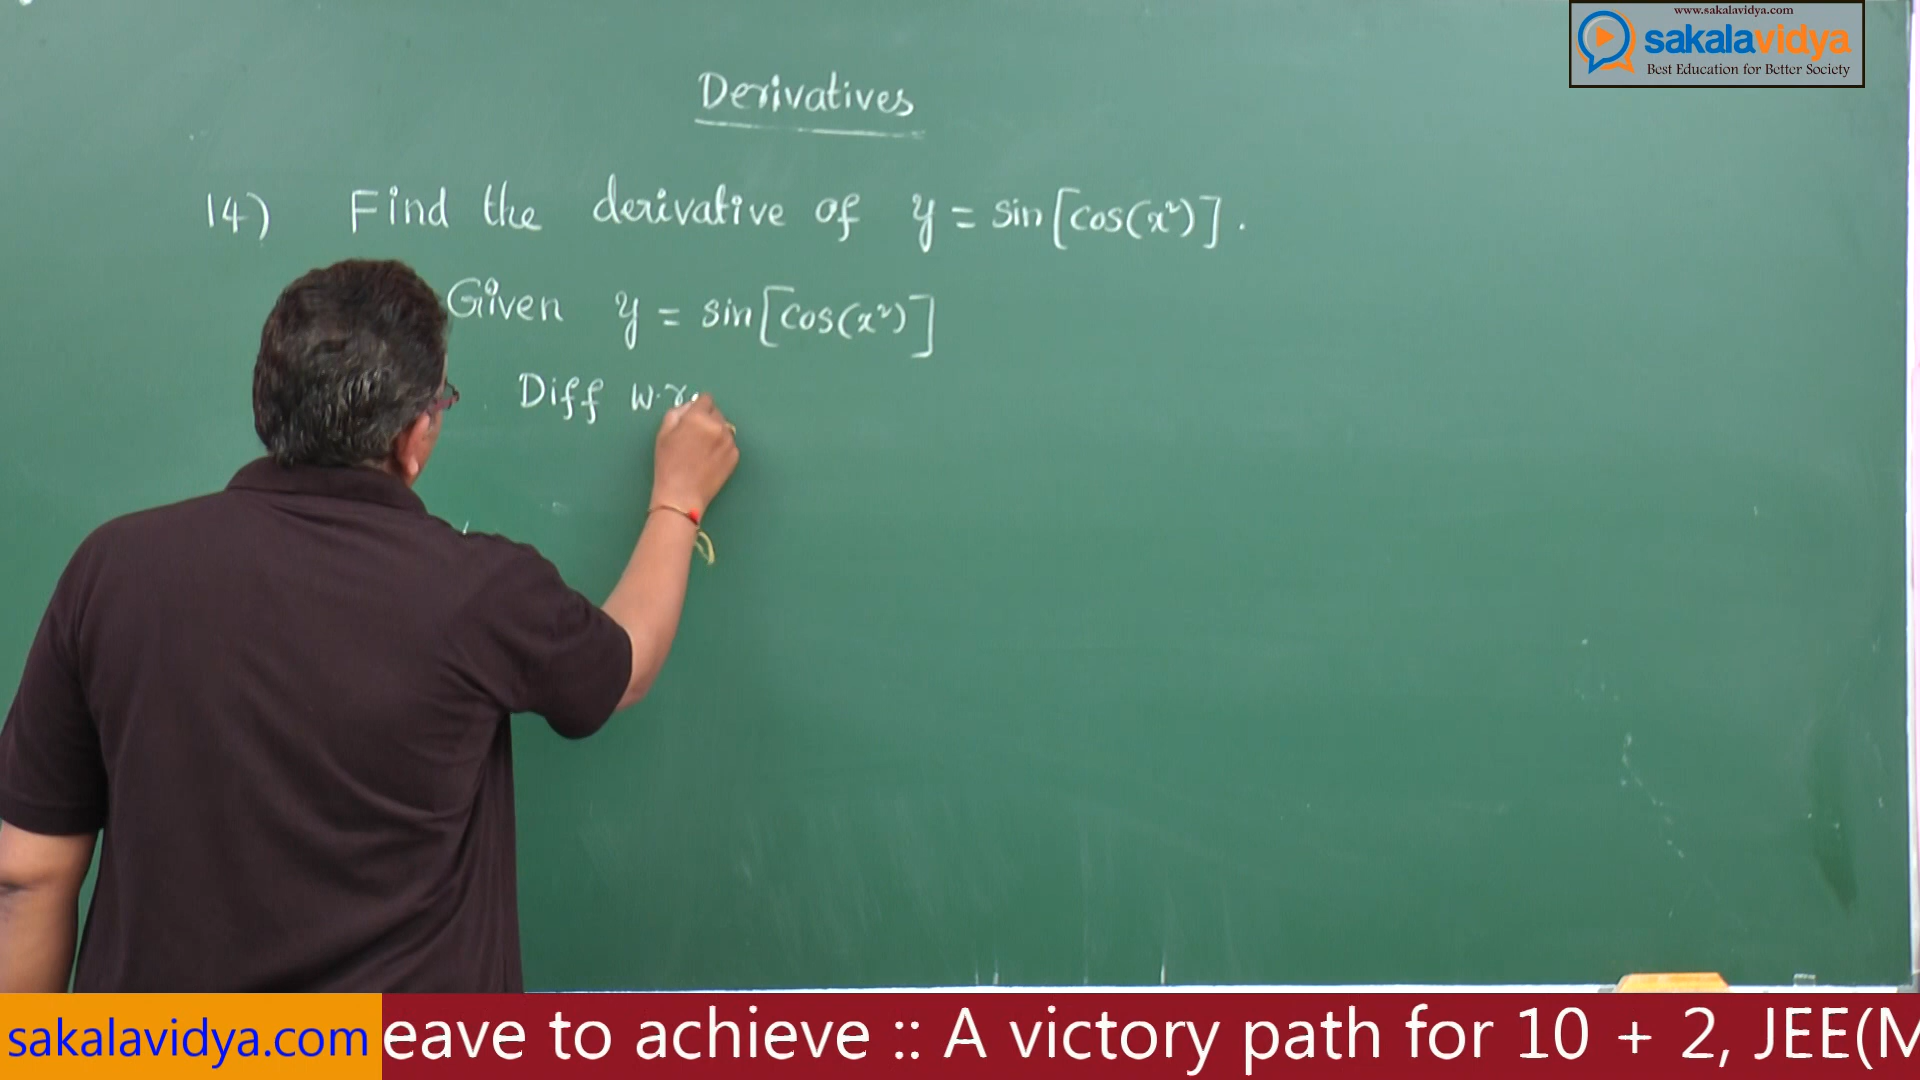 www.sakalavidya.com
sakalavidya
Best Education for Better Society
Derivatives
14) Find the derivative of y = sin[cos(x²)].
Given y = sin[cos(x²)]
Diff w.r.
sakalavidya.com
eave to achieve :: A victory path for 10 + 2, JEE(M